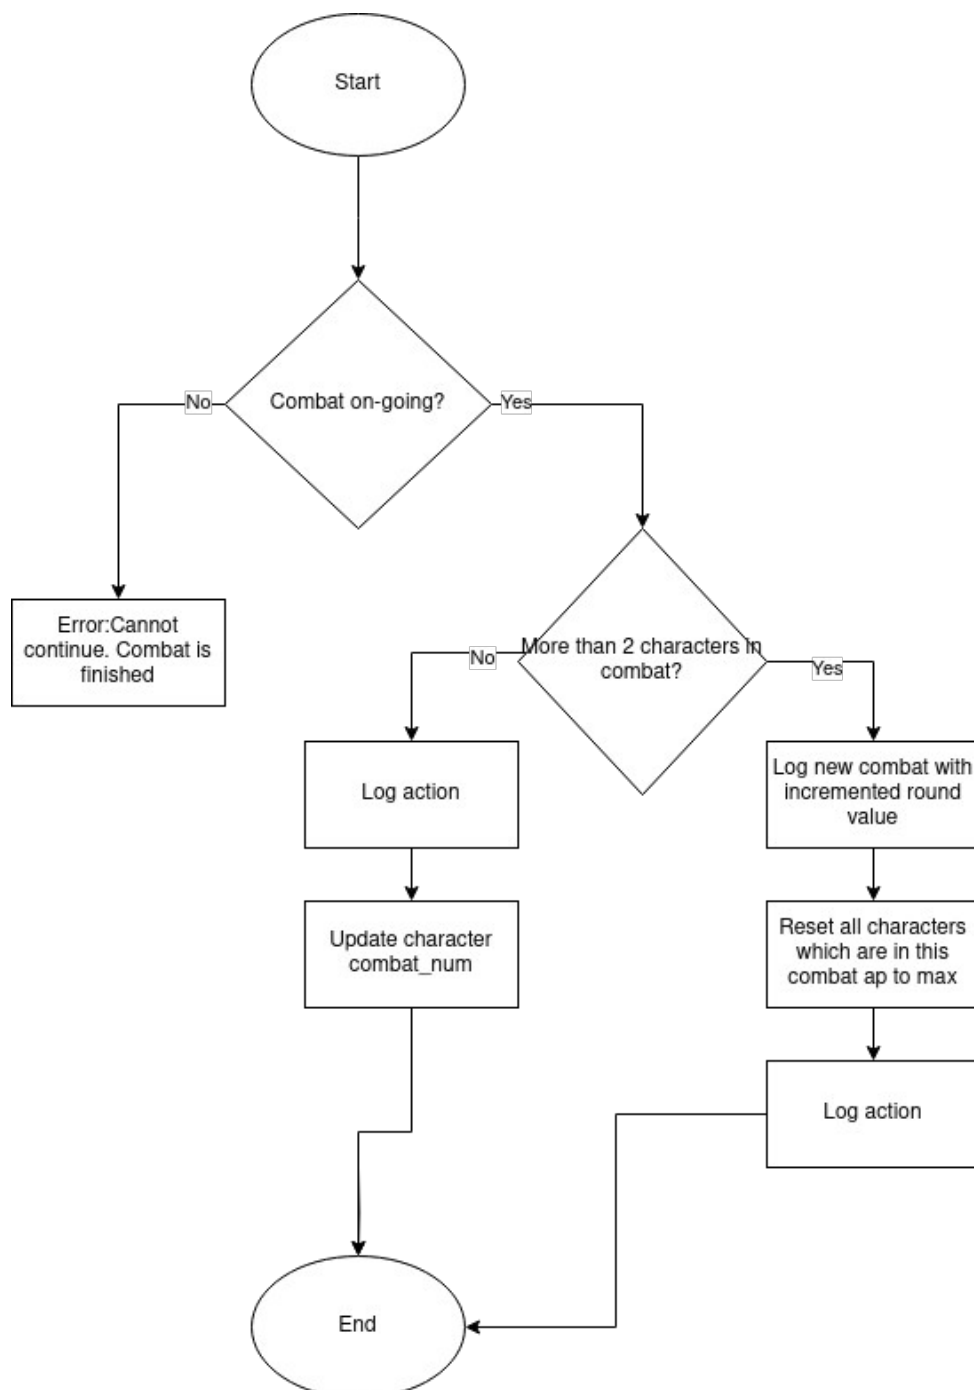 Start
Combat on-going?
No
Yes
Error:Cannot
continue. Combat is
finished
More than 2 characters in
combat?
No
Yes
Log action
Log new combat with
incremented round
value
Update character
combat_num
Reset all characters
which are in this
combat ap to max
Log action
End